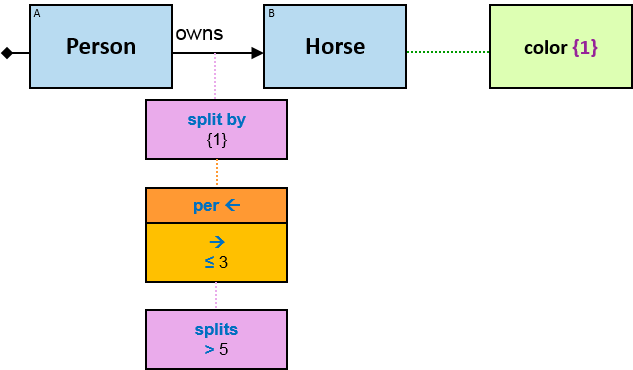 A
Person
owns
B
Horse
color {1}
split by
{1}
per ←
→
≤ 3
splits
> 5